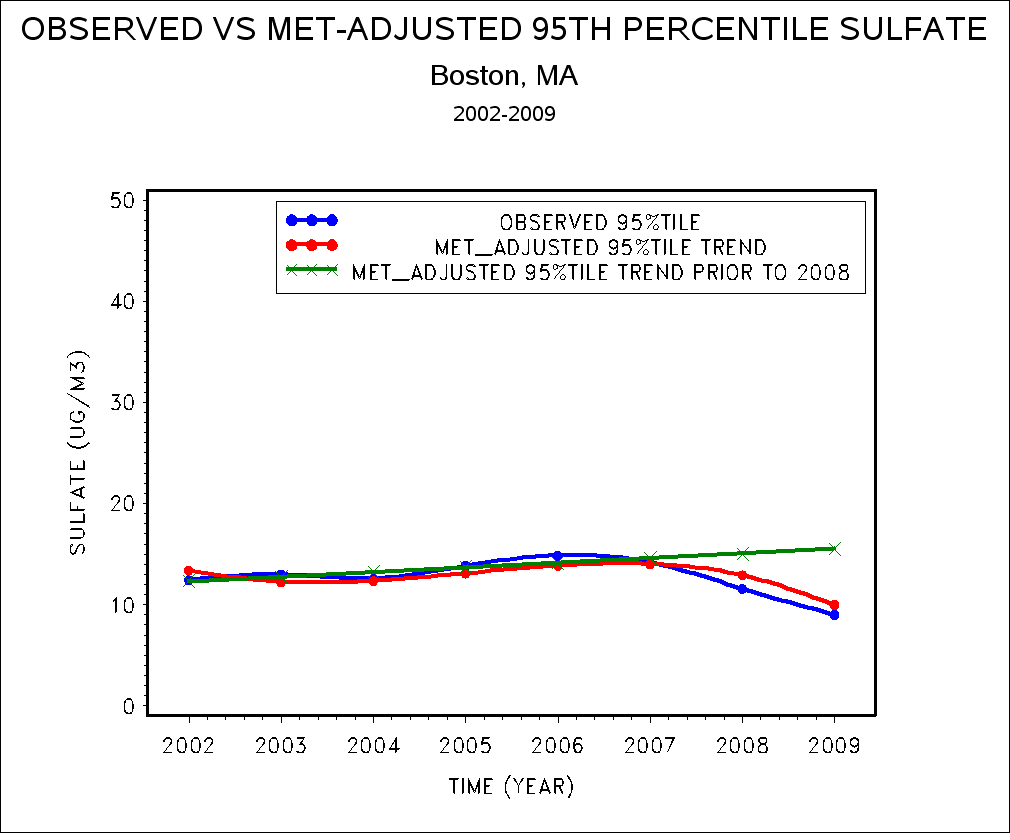 OBSERVED VS MET-ADJUSTED 95TH PERCENTILE SULFATE
Boston, MA
2002-2009
OBSERVED 95%TILE
MET_ADJUSTED 95%TILE TREND
MET_ADJUSTED 95%TILE TREND PRIOR TO 2008
SULFATE (UG/M3)
50
40
30
20
10
0
2002 2003 2004 2005 2006 2007 2008 2009
TIME (YEAR)